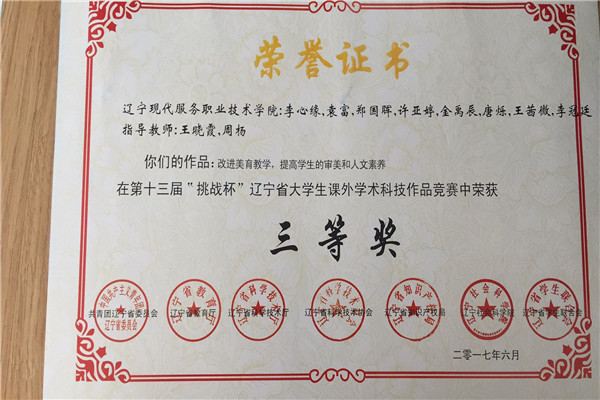 荣誉证书
辽宁现代服务职业技术学院:李心缘,袁富,郑国晖,许亚婷,金禹辰,唐烁,王茜微,李冠廷
指导教师:王晓霞,周杨
你们的作品:改进美育教学，提高学生的审美和人文素养
在第十三届“挑战杯”辽宁省大学生课外学术科技作品竞赛中荣获
三等奖
共青团辽宁省委员会 辽宁省教育厅 辽宁省科学技术厅 辽宁省科学技术协会 辽宁省知识产权局 辽宁社会科学院 辽宁省学生联合会
二〇一七年六月